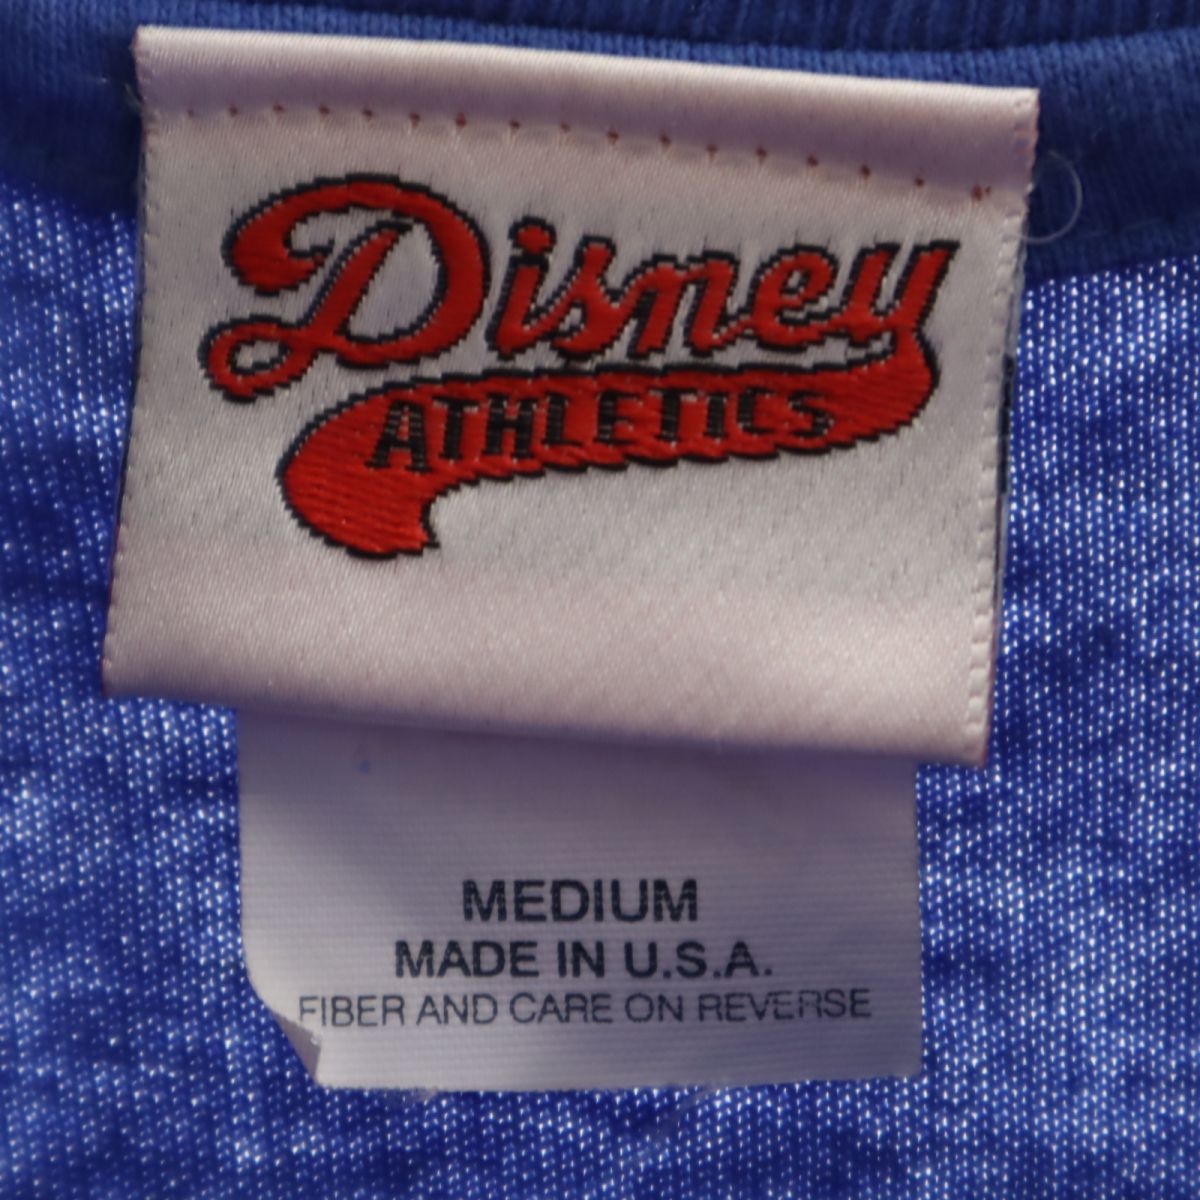 Disney
ATHLETICS
MEDIUM
MADE IN U.S.A.
FIBER AND CARE ON REVERSE